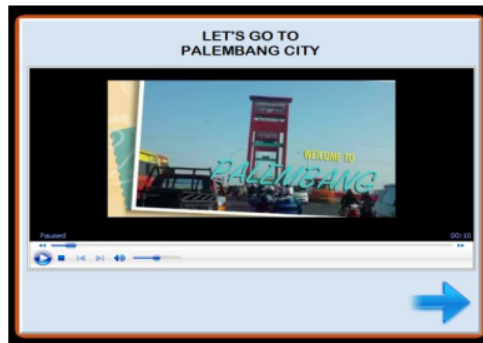 LET'S GO TO
PALEMBANG CITY
WELCOME TO
PALEMBANG
Paused
00:10